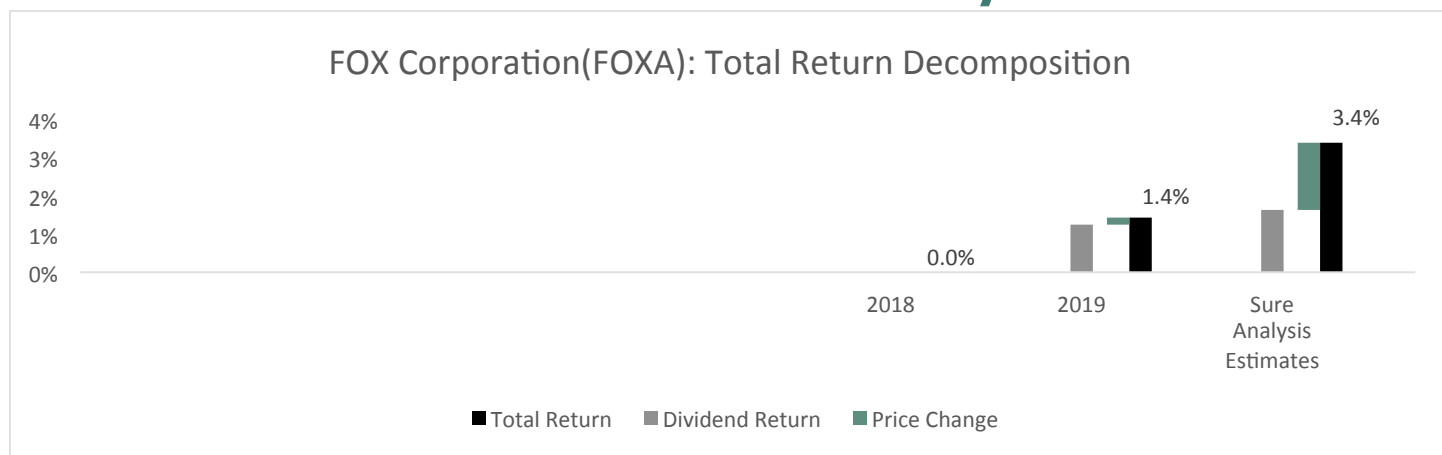 FOX Corporation(FOXA): Total Return Decomposition
4%
3%
2%
1%
0%
0.0%
1.4%
3.4%
2018
2019
Sure
Analysis
Estimates
Total Return
Dividend Return
Price Change